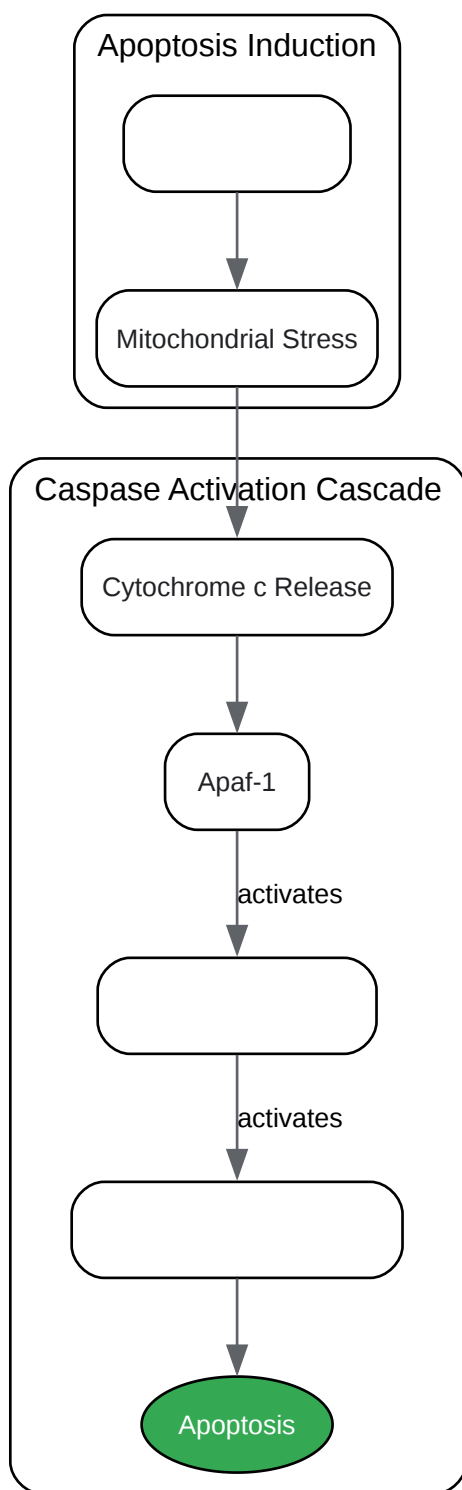 Apoptosis Induction
Mitochondrial Stress
Caspase Activation Cascade
Cytochrome c Release
Apaf-1
activates
activates
Apoptosis